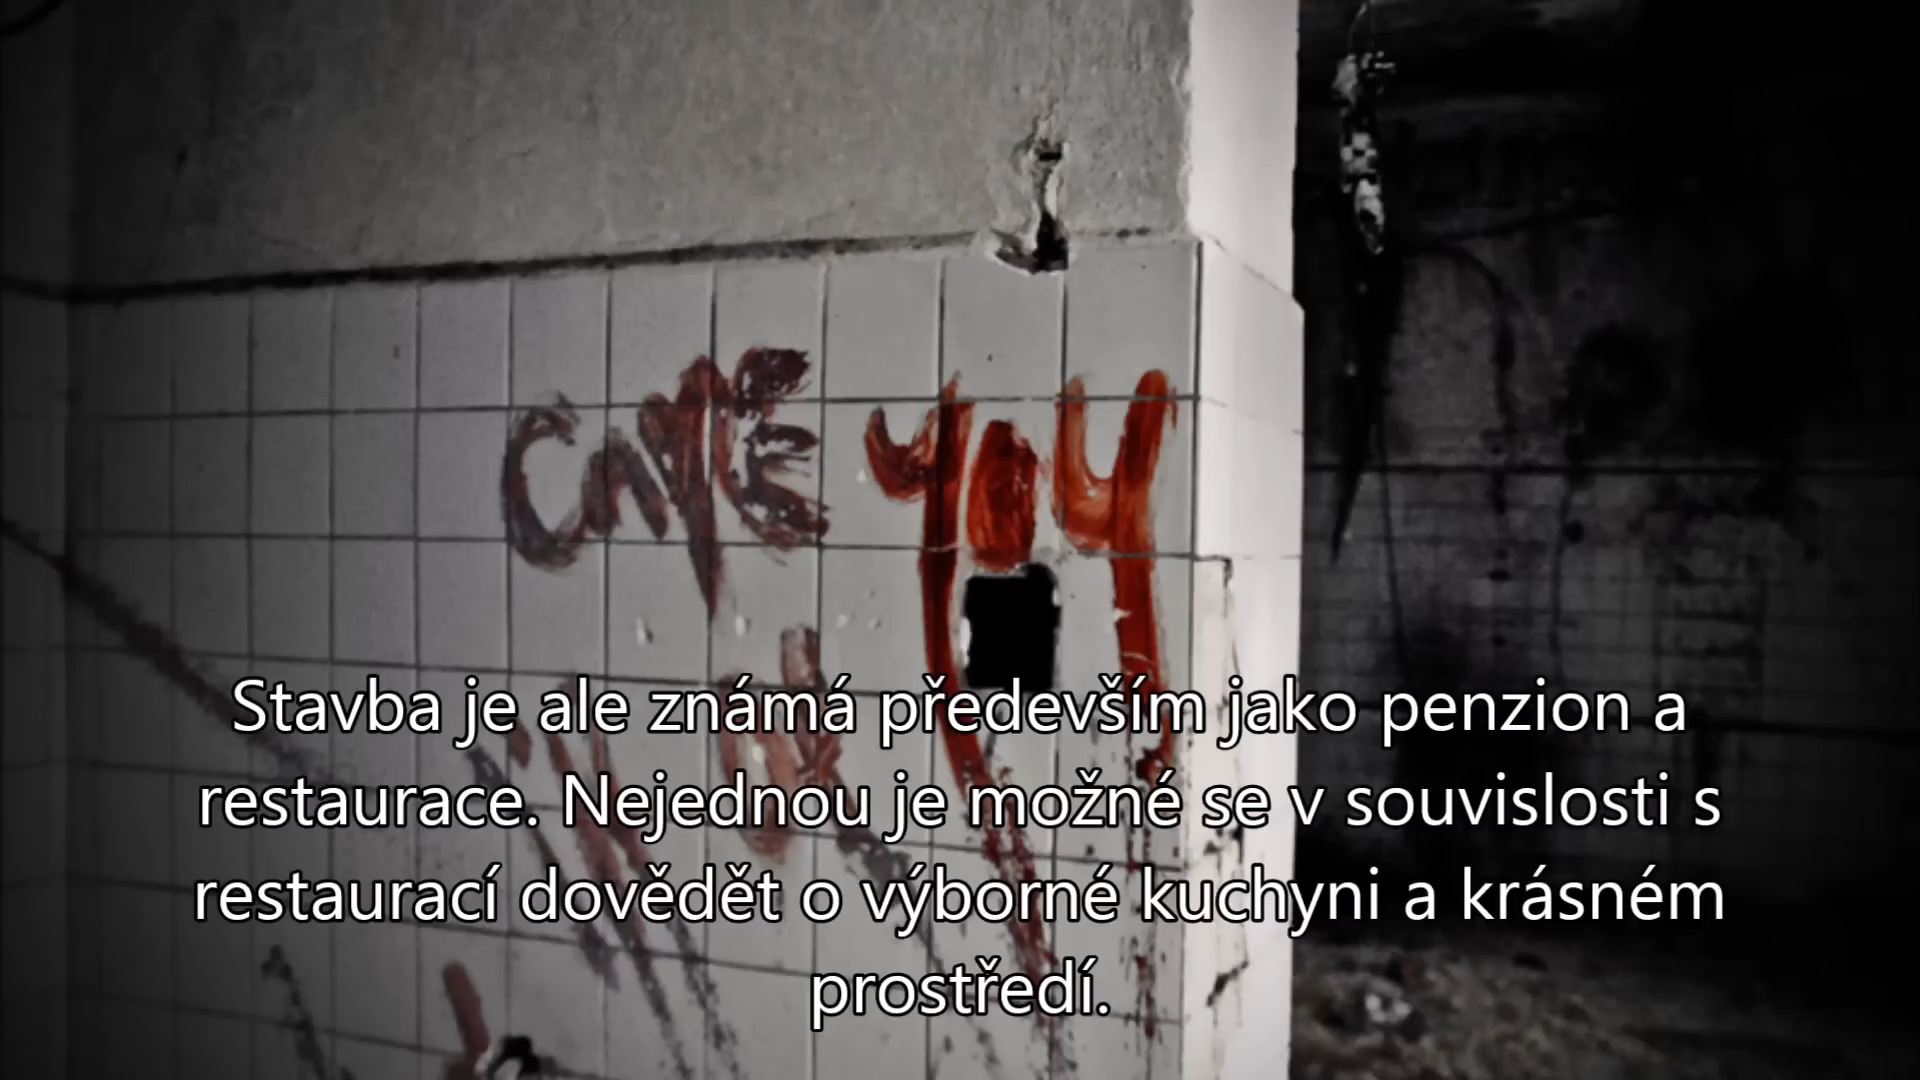 YOU
Stavba je ale známá především jako penzion a
restaurace. Nejednou je možné se v souvislosti s
restaurací dovědět o výborné kuchyni a krásném
prostředí.